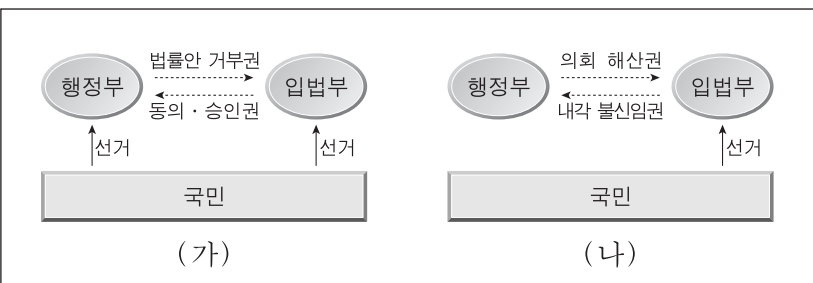 법률안 거부권
행정부
입법부
동의 · 승인권
선거
선거
국민
(가)
의회 해산권
행정부
입법부
내각 불신임권
선거
국민
(나)